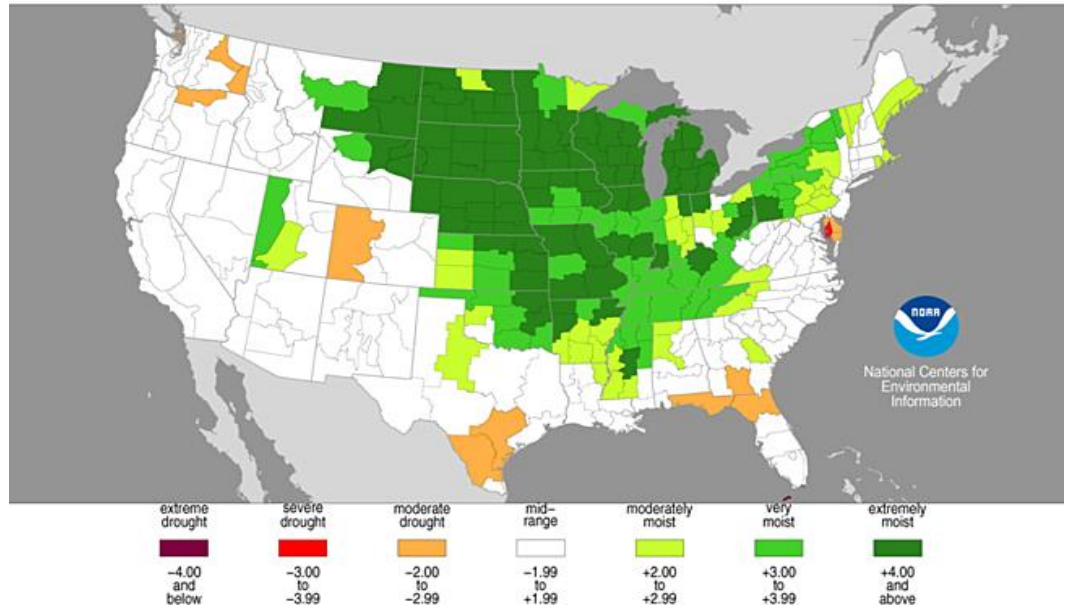 NOAA
National Centers for
Environmental
Information
extreme drought
severe drought
moderate drought
mid-range
moderately moist
very moist
extremely moist
−4.00 and below
−3.00 to −3.99
−2.00 to −2.99
−1.99 to +1.99
+2.00 to +2.99
+3.00 to +3.99
+4.00 and above